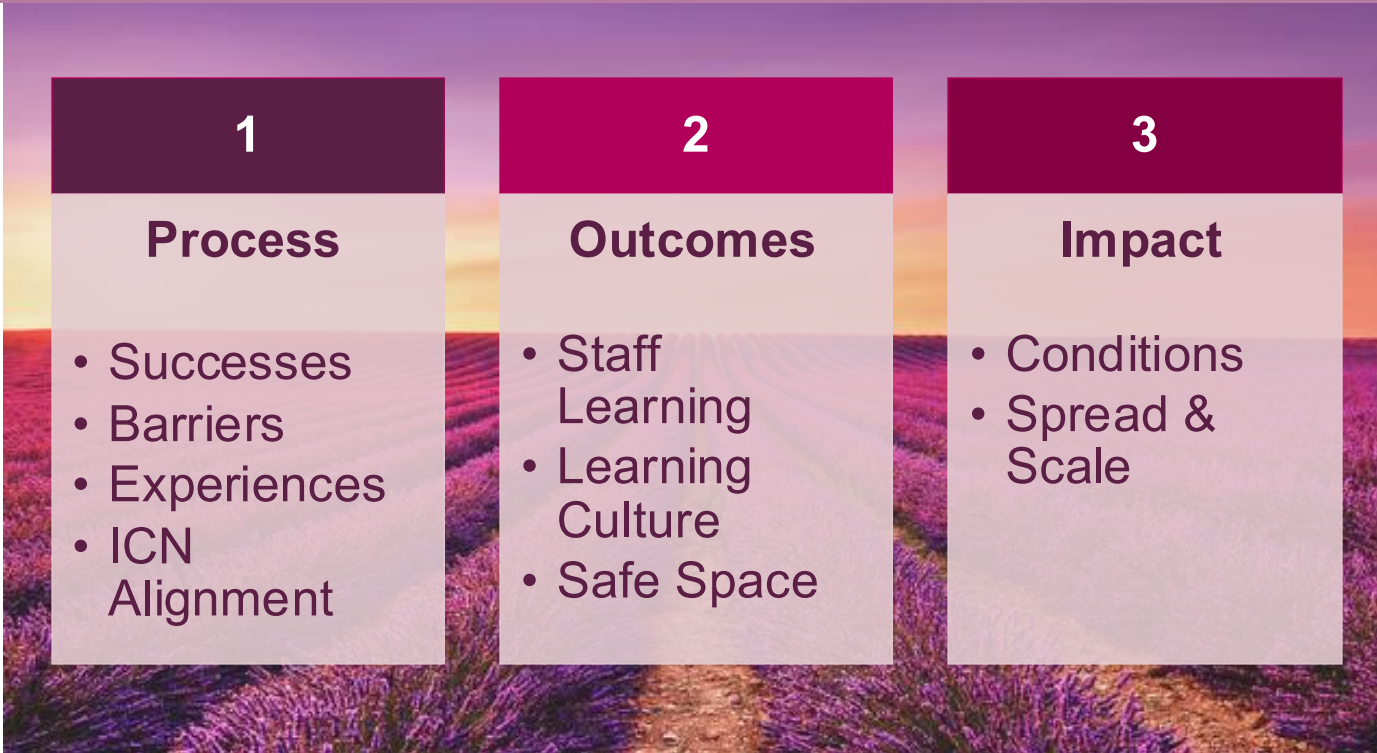 1
Process
• Successes
• Barriers
• Experiences
• ICN
Alignment
2
Outcomes
• Staff
Learning
• Learning
Culture
• Safe Space
3
Impact
• Conditions
• Spread &
Scale